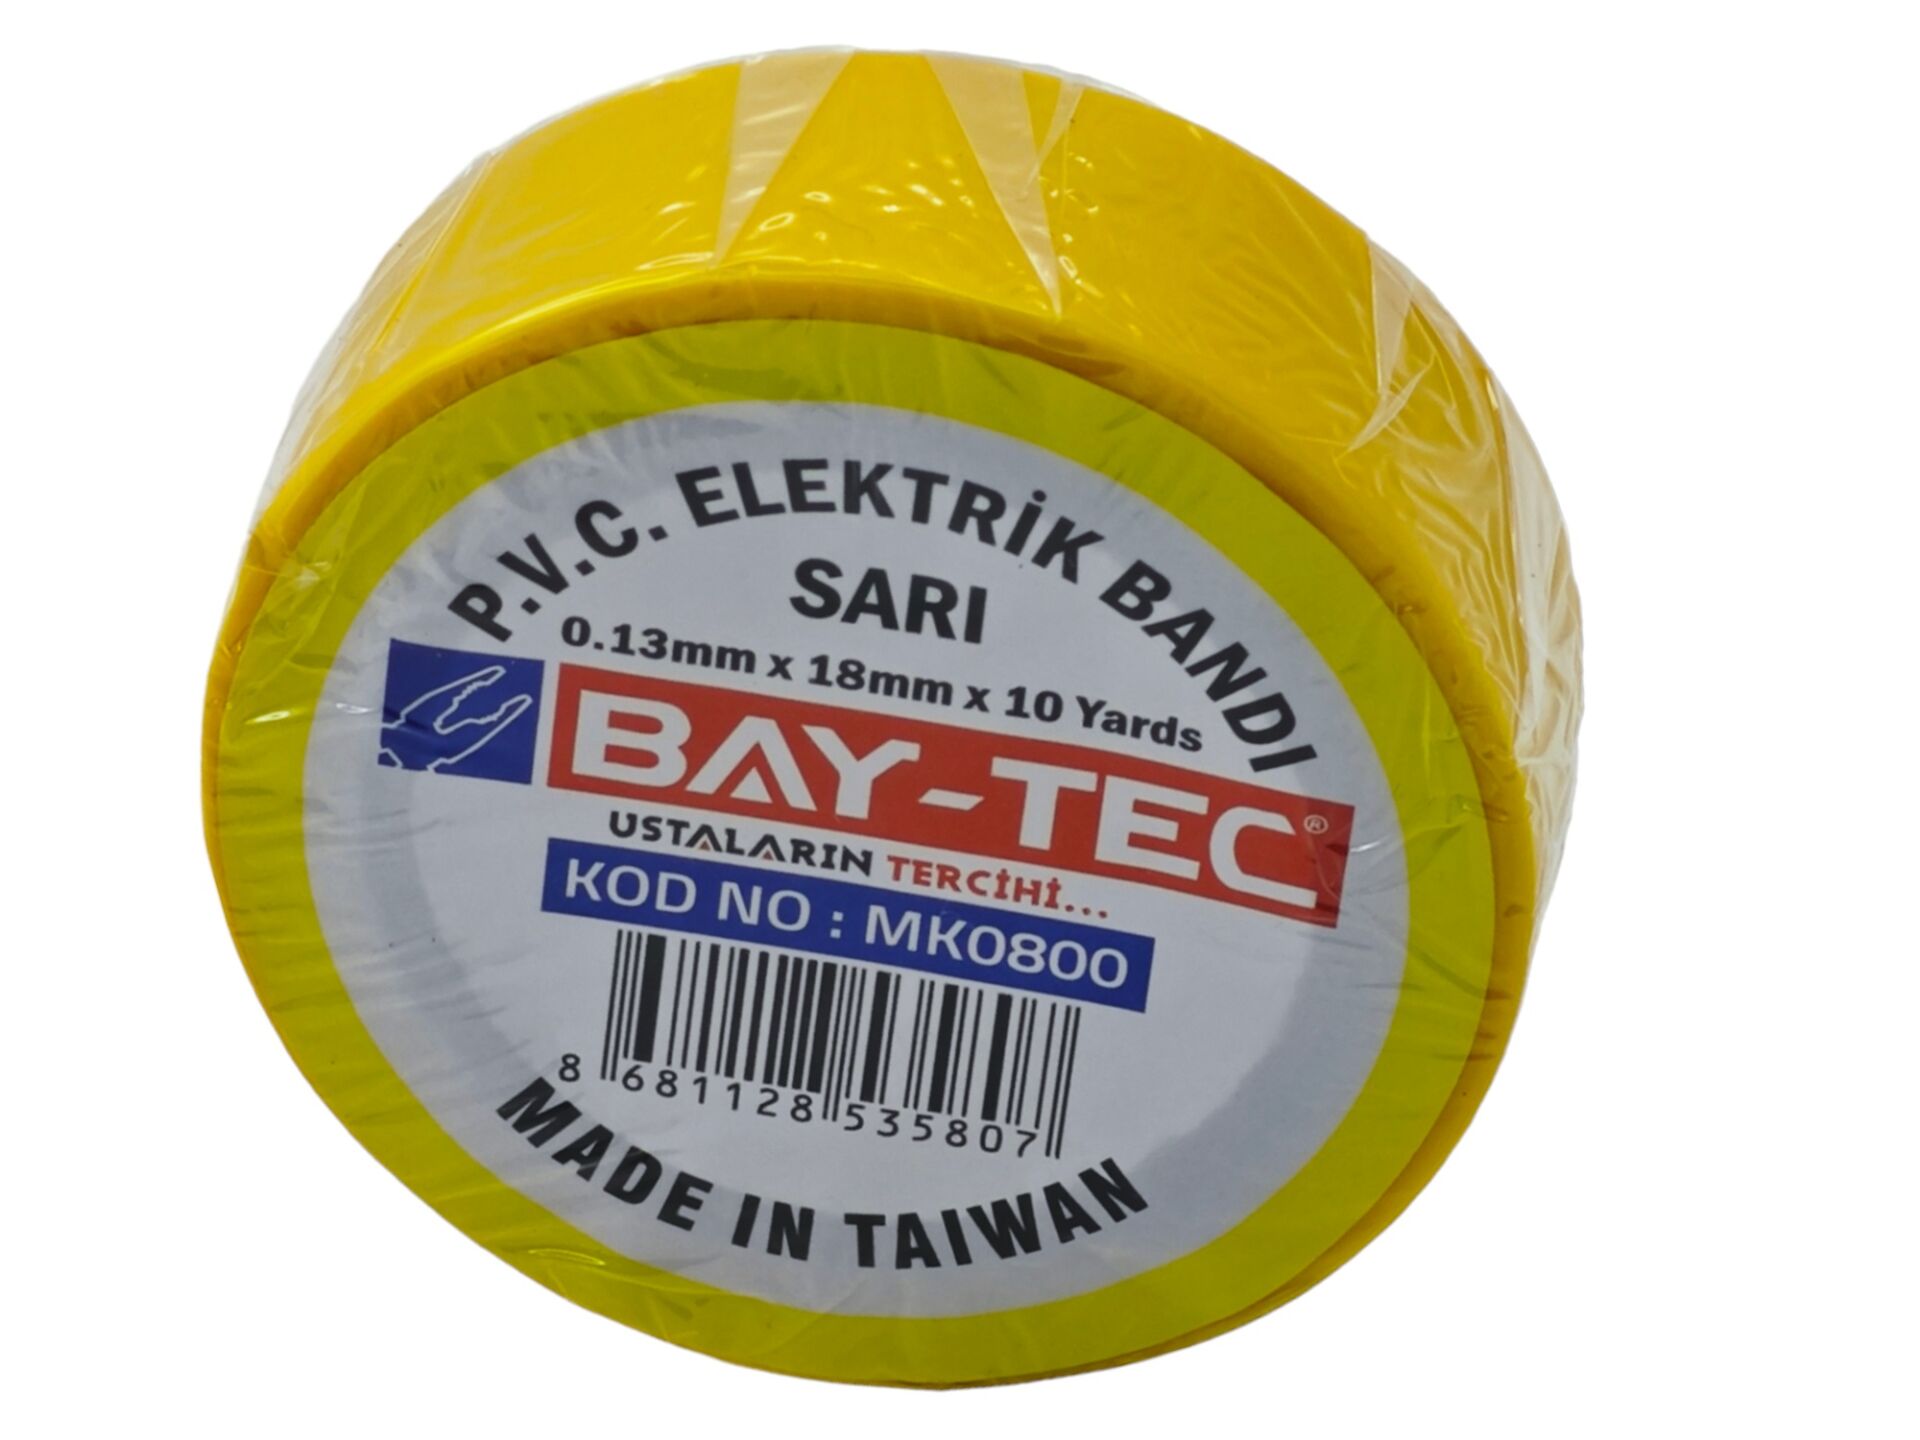 P.V.C. ELEKTRİK BANDI
SARI
0.13mm x 18mm x 10 Yards
BAY-TEC®
USTALARIN TERCİHİ...
KOD NO : MK0800
8 681128 535807
MADE IN TAIWAN